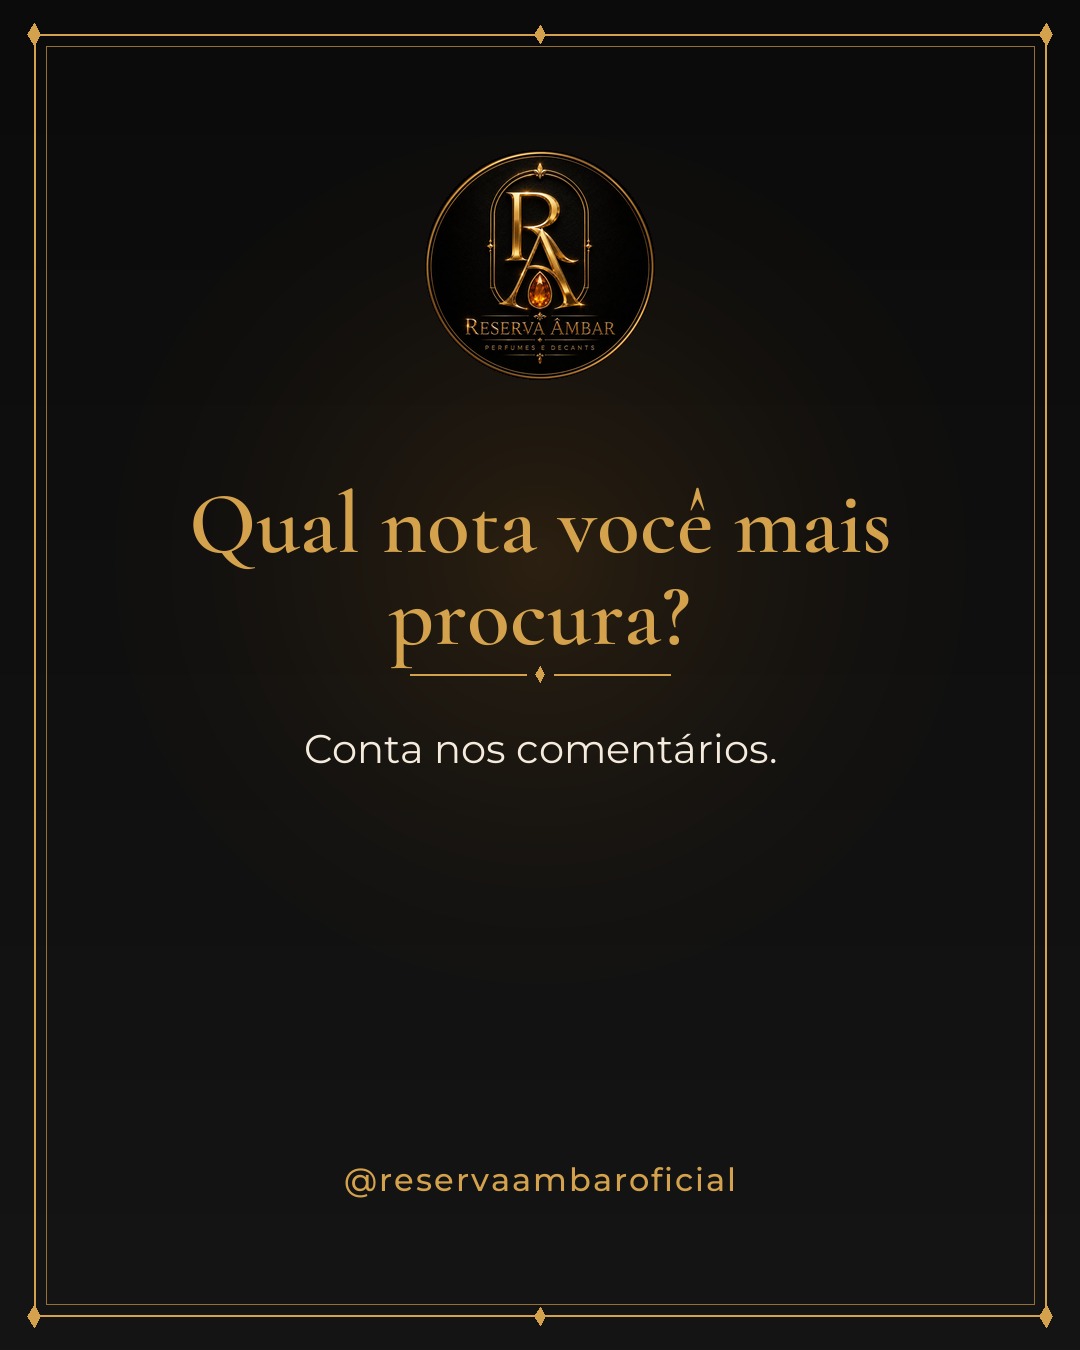 RA
RESERVA ÂMBAR
PERFUMES E DECANTS
Qual nota você mais
procura?
Conta nos comentários.
@reservaambaroficial